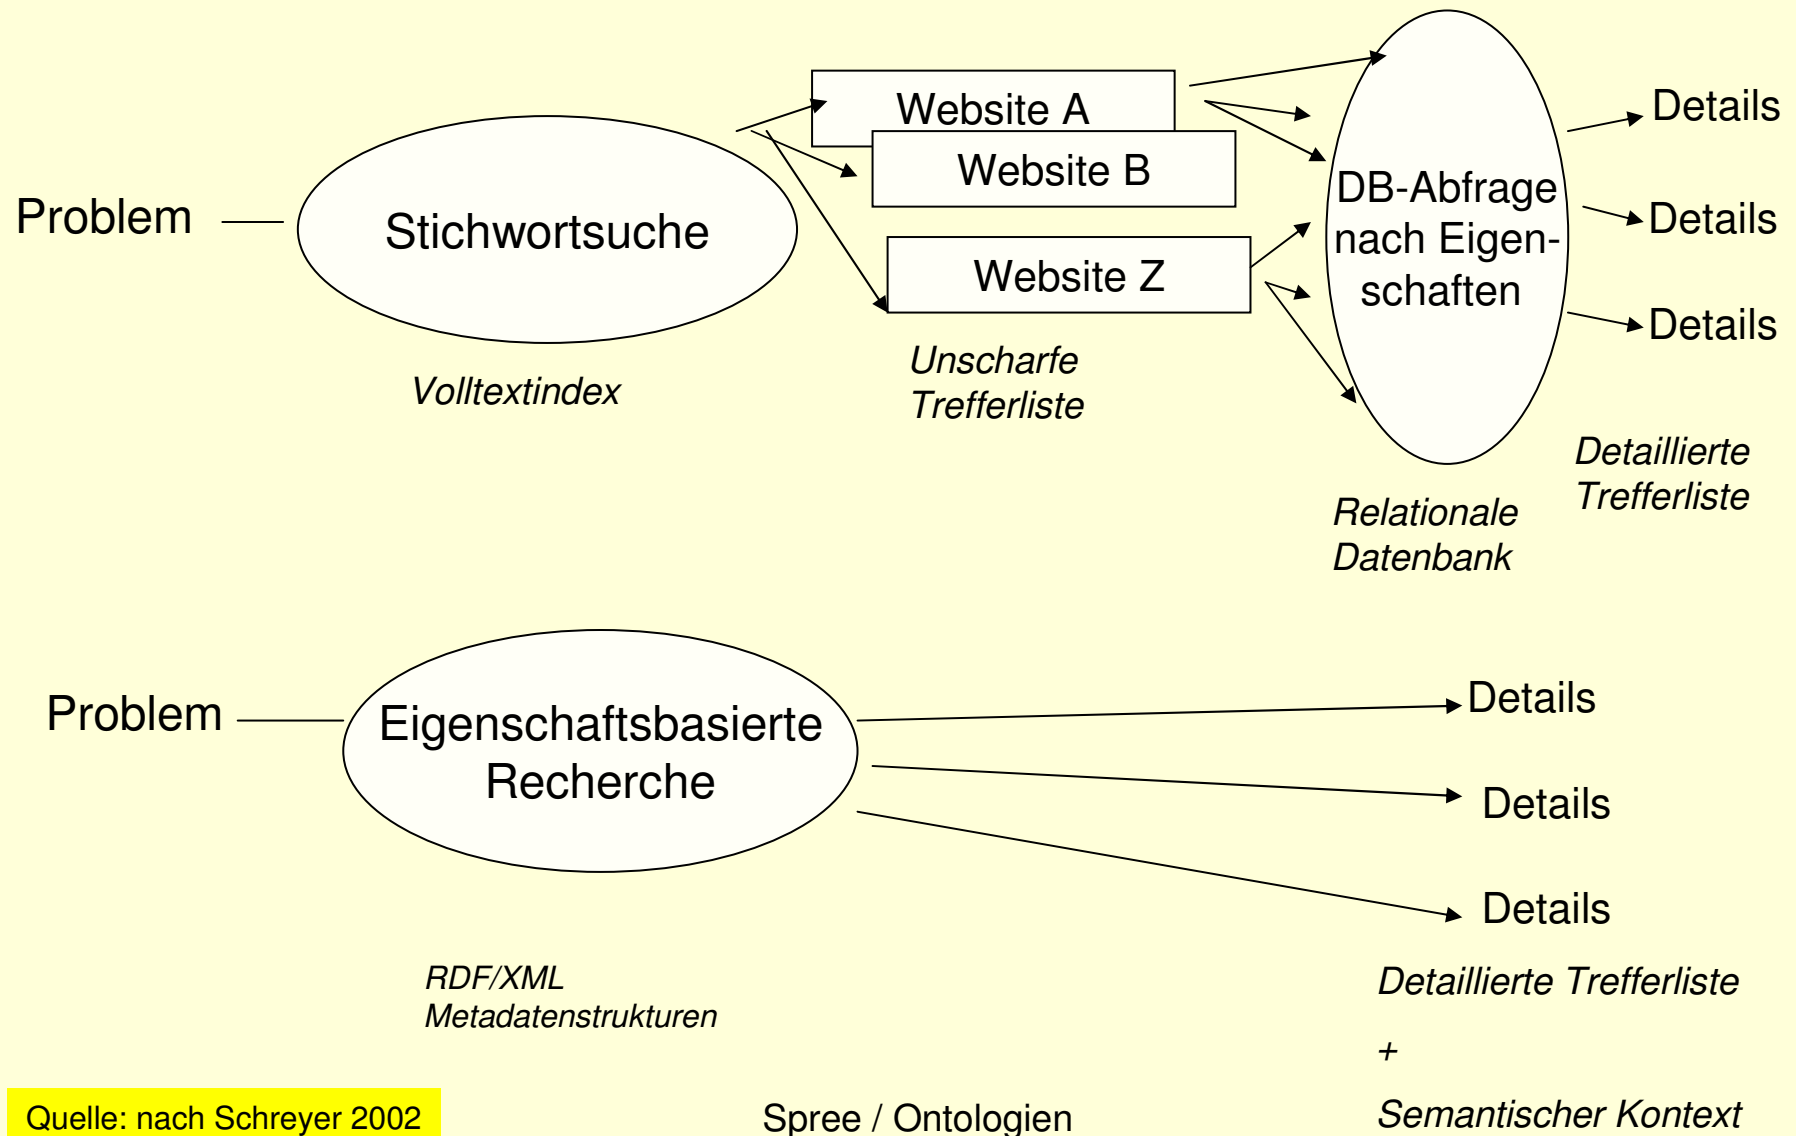 Problem
Stichwortsuche
Volltextindex
Website A
Website B
Website Z
Unscharfe
Trefferliste
DB-Abfrage
nach Eigen-
schaften
Relationale
Datenbank
Details
Details
Details
Detaillierte
Trefferliste
Problem
Eigenschaftsbasierte
Recherche
RDF/XML
Metadatenstrukturen
Details
Details
Details
Detaillierte Trefferliste
+
Semantischer Kontext
Quelle: nach Schreyer 2002
Spree / Ontologien